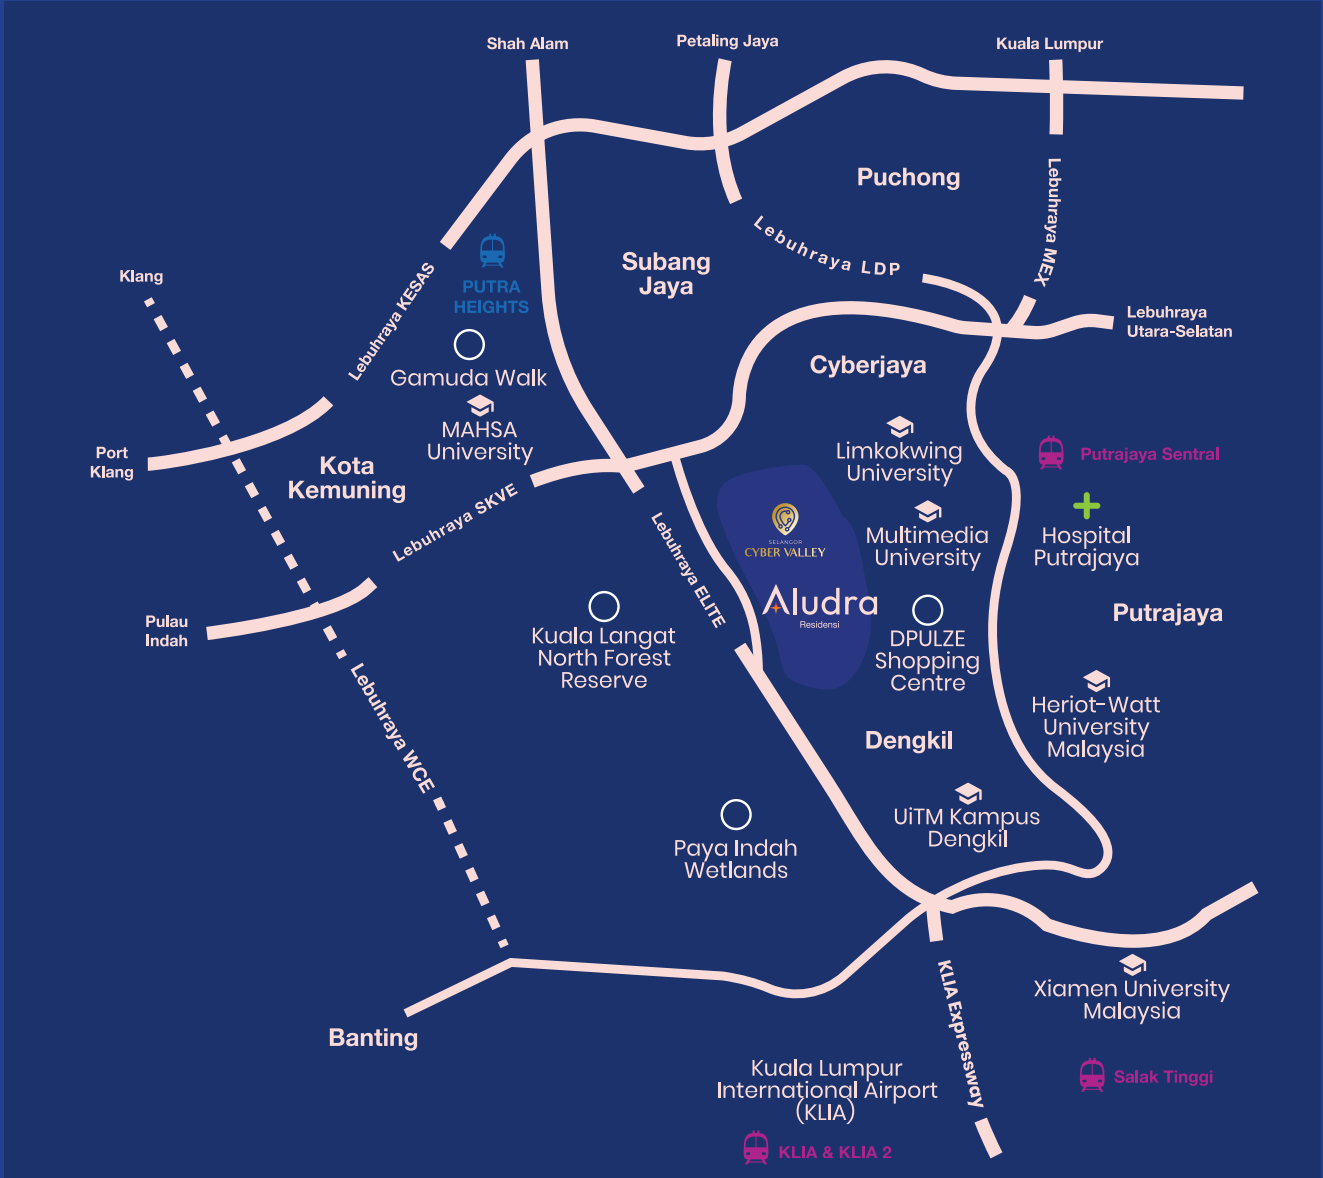 Shah Alam
Petaling Jaya
Kuala Lumpur
Puchong
Lebuhraya MEX
Lebuhraya LDP
Subang
Jaya
PUTRA
HEIGHTS
Klang
Lebuhraya KESAS
Lebuhraya
Utara-Selatan
Gamuda Walk
Cyberjaya
MAHSA
University
Port
Klang
Kota
Kemuning
Limkokwing
University
Putrajaya Sentral
Lebuhraya SKVE
SELANGOR
CYBER VALLEY
Multimedia
University
Hospital
Putrajaya
Lebuhraya ELITE
Aludra
Residensi
Putrajaya
Pulau
Indah
Kuala Langat
North Forest
Reserve
DPULZE
Shopping
Centre
Lebuhraya WCE
Heriot-Watt
University
Malaysia
Dengkil
UiTM Kampus
Dengkil
Paya Indah
Wetlands
KLIA Expressway
Xiamen University
Malaysia
Banting
Kuala Lumpur
International Airport
(KLIA)
Salak Tinggi
KLIA & KLIA 2